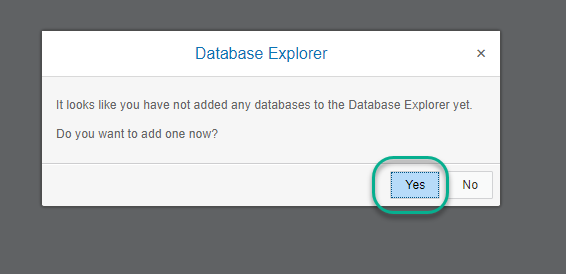 Database Explorer
×
It looks like you have not added any databases to the Database Explorer yet.
Do you want to add one now?
Yes No